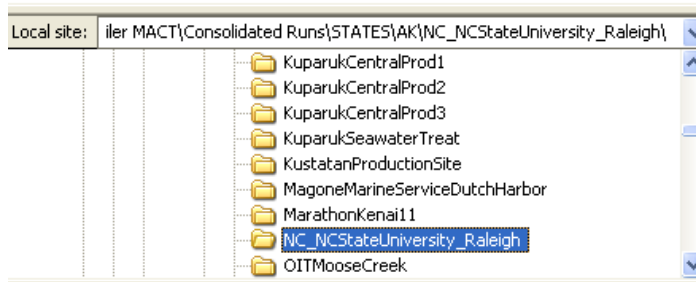 Local site: iler MACT\Consolidated Runs\STATES\AK\NC_NCStateUniversity_Raleigh\
KuparukCentralProd1
KuparukCentralProd2
KuparukCentralProd3
KuparukSeawaterTreat
KustatanProductionSite
MagoneMarineServiceDutchHarbor
MarathonKenai11
NC_NCStateUniversity_Raleigh
OITMooseCreek